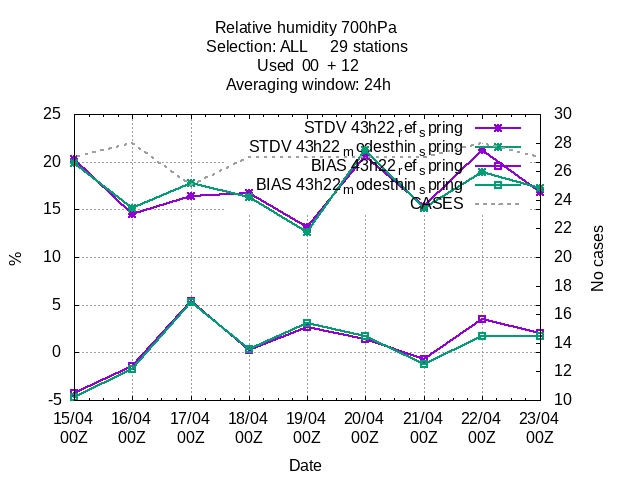 Relative humidity 700hPa
Selection: ALL 29 stations
Used 00 + 12
Averaging window: 24h
STDV 43h22_ref_spring
STDV 43h22_modesthin_spring
BIAS 43h22_ref_spring
BIAS 43h22_modesthin_spring
CASES
25
20
15
10
5
0
-5
%
30
28
26
24
22
20
18
16
14
12
10
No cases
15/04 16/04 17/04 18/04 19/04 20/04 21/04 22/04 23/04
00Z 00Z 00Z 00Z 00Z 00Z 00Z 00Z 00Z
Date